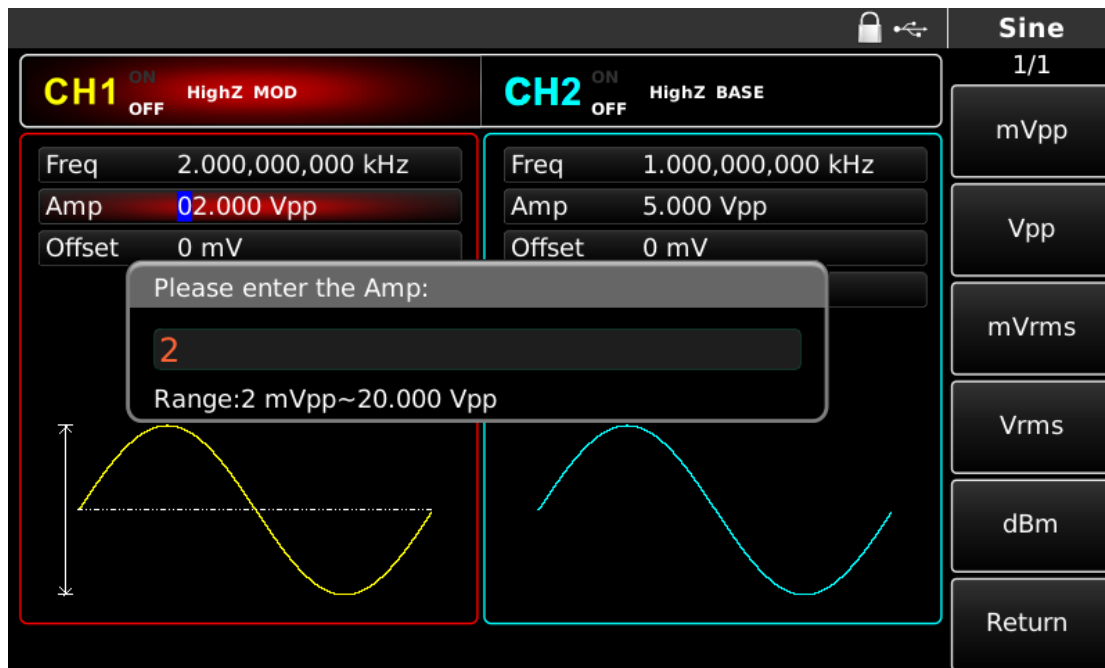 Sine
1/1
CH1 ON OFF HighZ MOD
CH2 ON OFF HighZ BASE
Freq 2.000,000,000 kHz
Amp 02.000 Vpp
Offset 0 mV
Freq 1.000,000,000 kHz
Amp 5.000 Vpp
Offset 0 mV
Please enter the Amp:
2
Range:2 mVpp~20.000 Vpp
mVpp
Vpp
mVrms
Vrms
dBm
Return